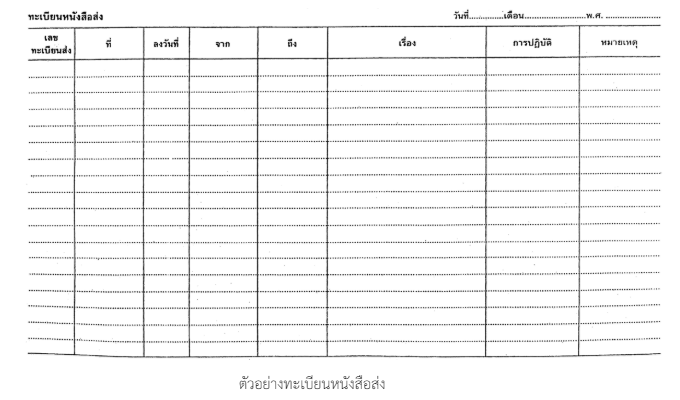 ทะเบียนหนังสือส่ง วันที่..............เดือน......................พ.ศ. ....................
เลขทะเบียนส่ง ที่ ลงวันที่ จาก ถึง เรื่อง การปฏิบัติ หมายเหตุ
ตัวอย่างทะเบียนหนังสือส่ง